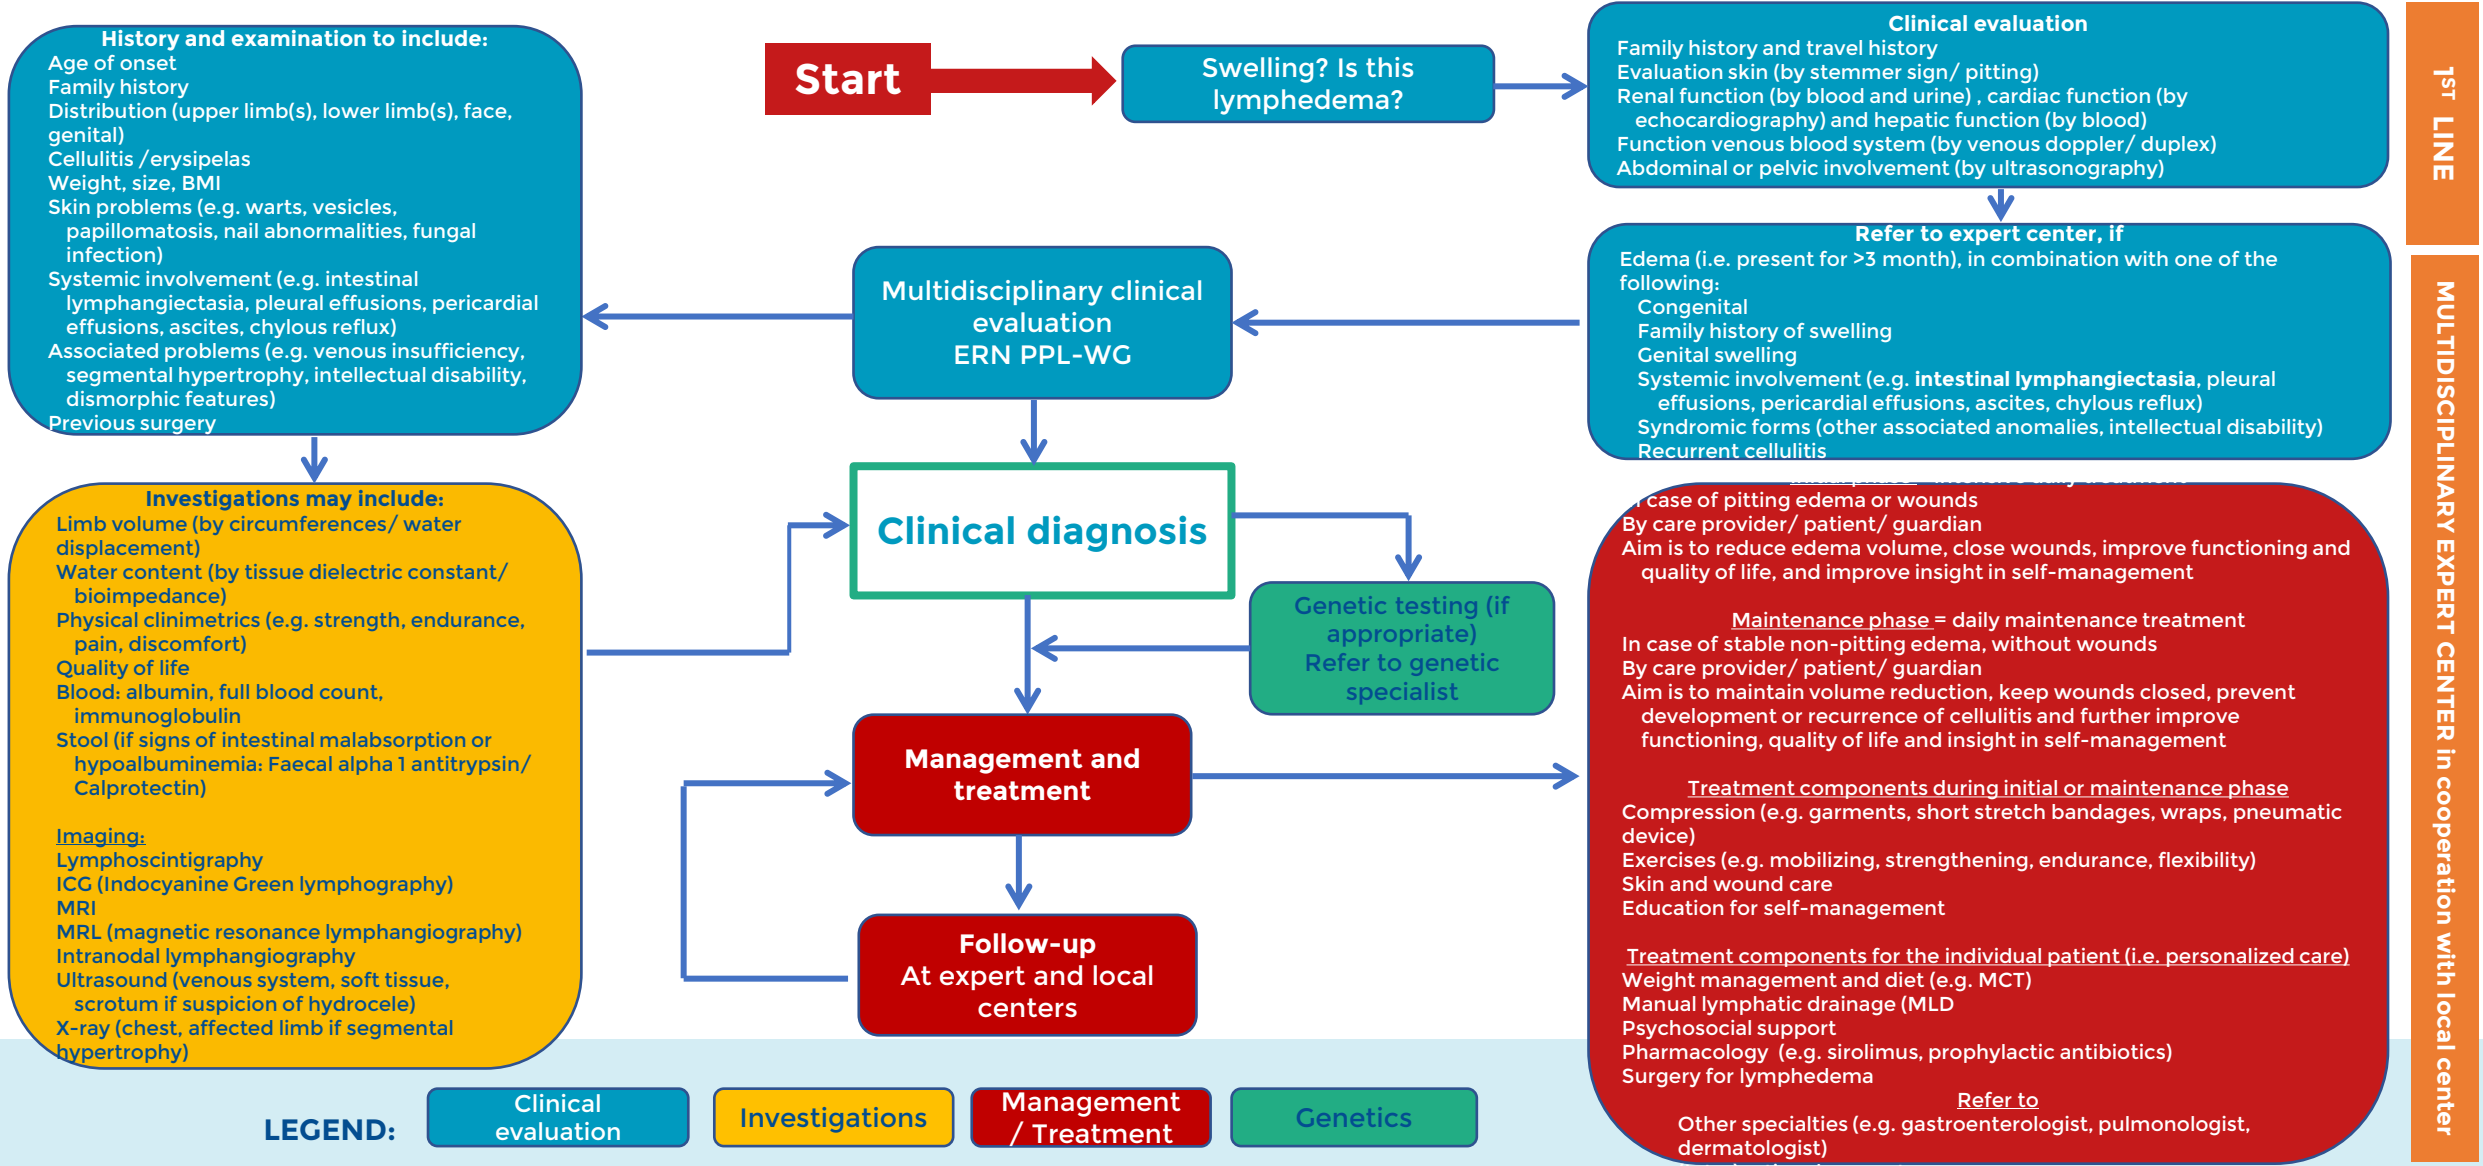 Start
Swelling? Is this
lymphedema?
Clinical evaluation
Family history and travel history
Evaluation skin (by stemmer sign/ pitting)
Renal function (by blood and urine) , cardiac function (by
echocardiography) and hepatic function (by blood)
Function venous blood system (by venous doppler/ duplex)
Abdominal or pelvic involvement (by ultrasonography)
1ST LINE
Refer to expert center, if
Edema (i.e. present for >3 month), in combination with one of the
following:
Congenital
Family history of swelling
Genital swelling
Systemic involvement (e.g. intestinal lymphangiectasia, pleural
effusions, pericardial effusions, ascites, chylous reflux)
Syndromic forms (other associated anomalies, intellectual disability)
Recurrent cellulitis
MULTIDISCIPLINARY EXPERT CENTER in cooperation with local center
Multidisciplinary clinical
evaluation
ERN PPL-WG
History and examination to include:
Age of onset
Family history
Distribution (upper limb(s), lower limb(s), face,
genital)
Cellulitis /erysipelas
Weight, size, BMI
Skin problems (e.g. warts, vesicles,
papillomatosis, nail abnormalities, fungal
infection)
Systemic involvement (e.g. intestinal
lymphangiectasia, pleural effusions, pericardial
effusions, ascites, chylous reflux)
Associated problems (e.g. venous insufficiency,
segmental hypertrophy, intellectual disability,
dismorphic features)
Previous surgery
Investigations may include:
Limb volume (by circumferences/ water
displacement)
Water content (by tissue dielectric constant/
bioimpedance)
Physical clinimetrics (e.g. strength, endurance,
pain, discomfort)
Quality of life
Blood: albumin, full blood count,
immunoglobulin
Stool (if signs of intestinal malabsorption or
hypoalbuminemia: Faecal alpha 1 antitrypsin/
Calprotectin)
Imaging:
Lymphoscintigraphy
ICG (Indocyanine Green lymphography)
MRI
MRL (magnetic resonance lymphangiography)
Intranodal lymphangiography
Ultrasound (venous system, soft tissue,
scrotum if suspicion of hydrocele)
X-ray (chest, affected limb if segmental
hypertrophy)
Clinical diagnosis
Genetic testing (if
appropriate)
Refer to genetic
specialist
Management and
treatment
Follow-up
At expert and local
centers
case of pitting edema or wounds
By care provider/ patient/ guardian
Aim is to reduce edema volume, close wounds, improve functioning and
quality of life, and improve insight in self-management
Maintenance phase = daily maintenance treatment
In case of stable non-pitting edema, without wounds
By care provider/ patient/ guardian
Aim is to maintain volume reduction, keep wounds closed, prevent
development or recurrence of cellulitis and further improve
functioning, quality of life and insight in self-management
Treatment components during initial or maintenance phase
Compression (e.g. garments, short stretch bandages, wraps, pneumatic
device)
Exercises (e.g. mobilizing, strengthening, endurance, flexibility)
Skin and wound care
Education for self-management
Treatment components for the individual patient (i.e. personalized care)
Weight management and diet (e.g. MCT)
Manual lymphatic drainage (MLD
Psychosocial support
Pharmacology (e.g. sirolimus, prophylactic antibiotics)
Surgery for lymphedema
Refer to
Other specialties (e.g. gastroenterologist, pulmonologist,
dermatologist)
LEGEND:
Clinical
evaluation
Investigations
Management
/ Treatment
Genetics